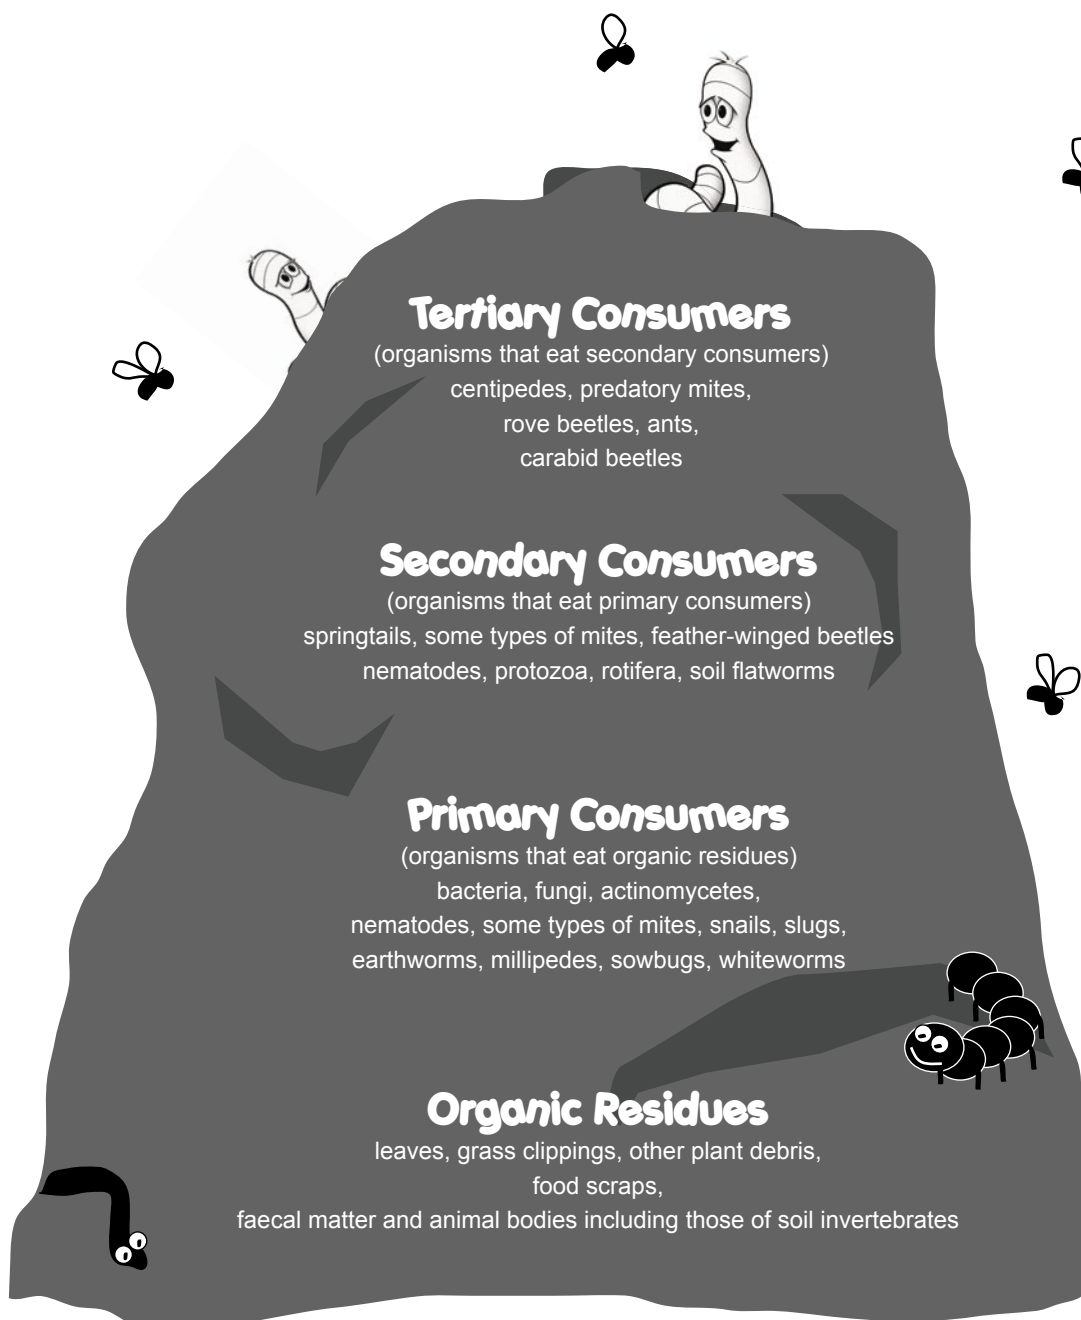 Tertiary Consumers
(organisms that eat secondary consumers)
centipedes, predatory mites,
rove beetles, ants,
carabid beetles
Secondary Consumers
(organisms that eat primary consumers)
springtails, some types of mites, feather-winged beetles
nematodes, protozoa, rotifera, soil flatworms
Primary Consumers
(organisms that eat organic residues)
bacteria, fungi, actinomycetes,
nematodes, some types of mites, snails, slugs,
earthworms, millipedes, sowbugs, whiteworms
Organic Residues
leaves, grass clippings, other plant debris,
food scraps,
faecal matter and animal bodies including those of soil invertebrates